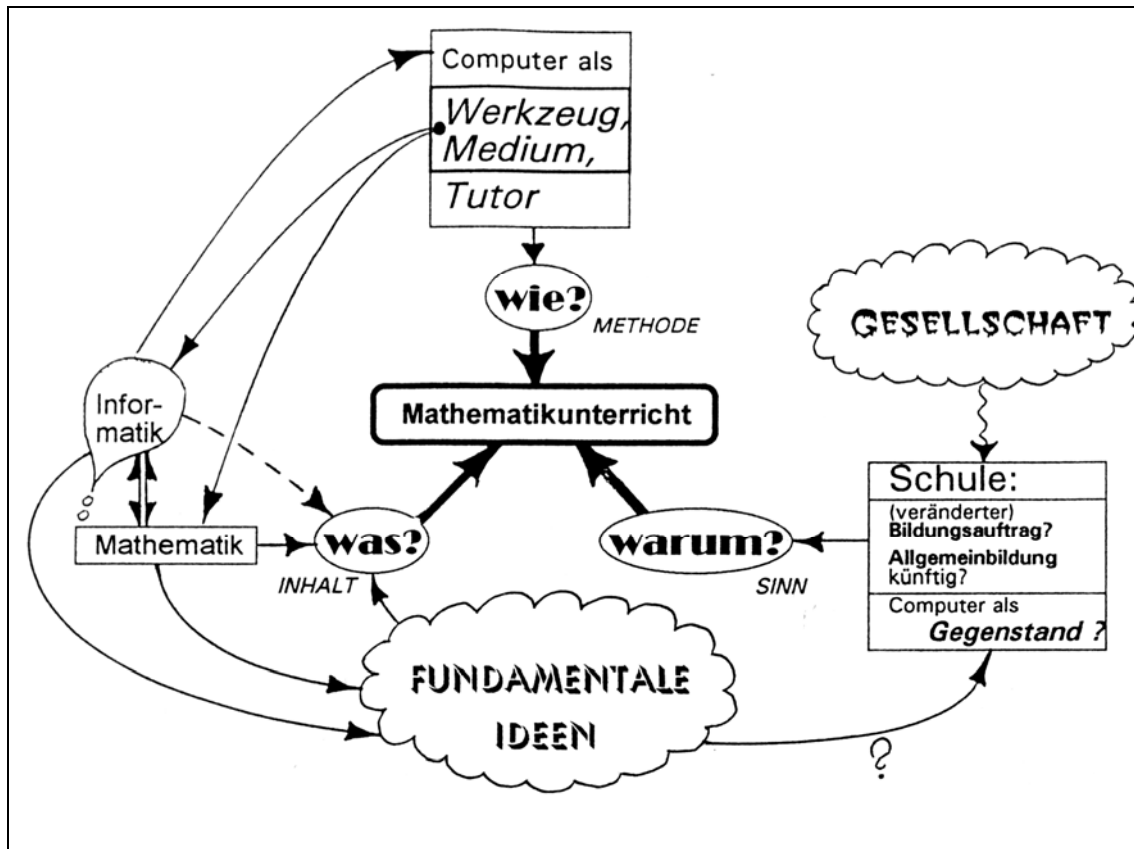 Computer als
Werkzeug,
Medium,
Tutor
wie?
METHODE
GESELLSCHAFT
Mathematikunterricht
Infor-
matik
Mathematik
was?
INHALT
warum?
SINN
Schule:
(veränderter)
Bildungsauftrag?
Allgemeinbildung
künftig?
Computer als
Gegenstand ?
FUNDAMENTALE
IDEEN
?